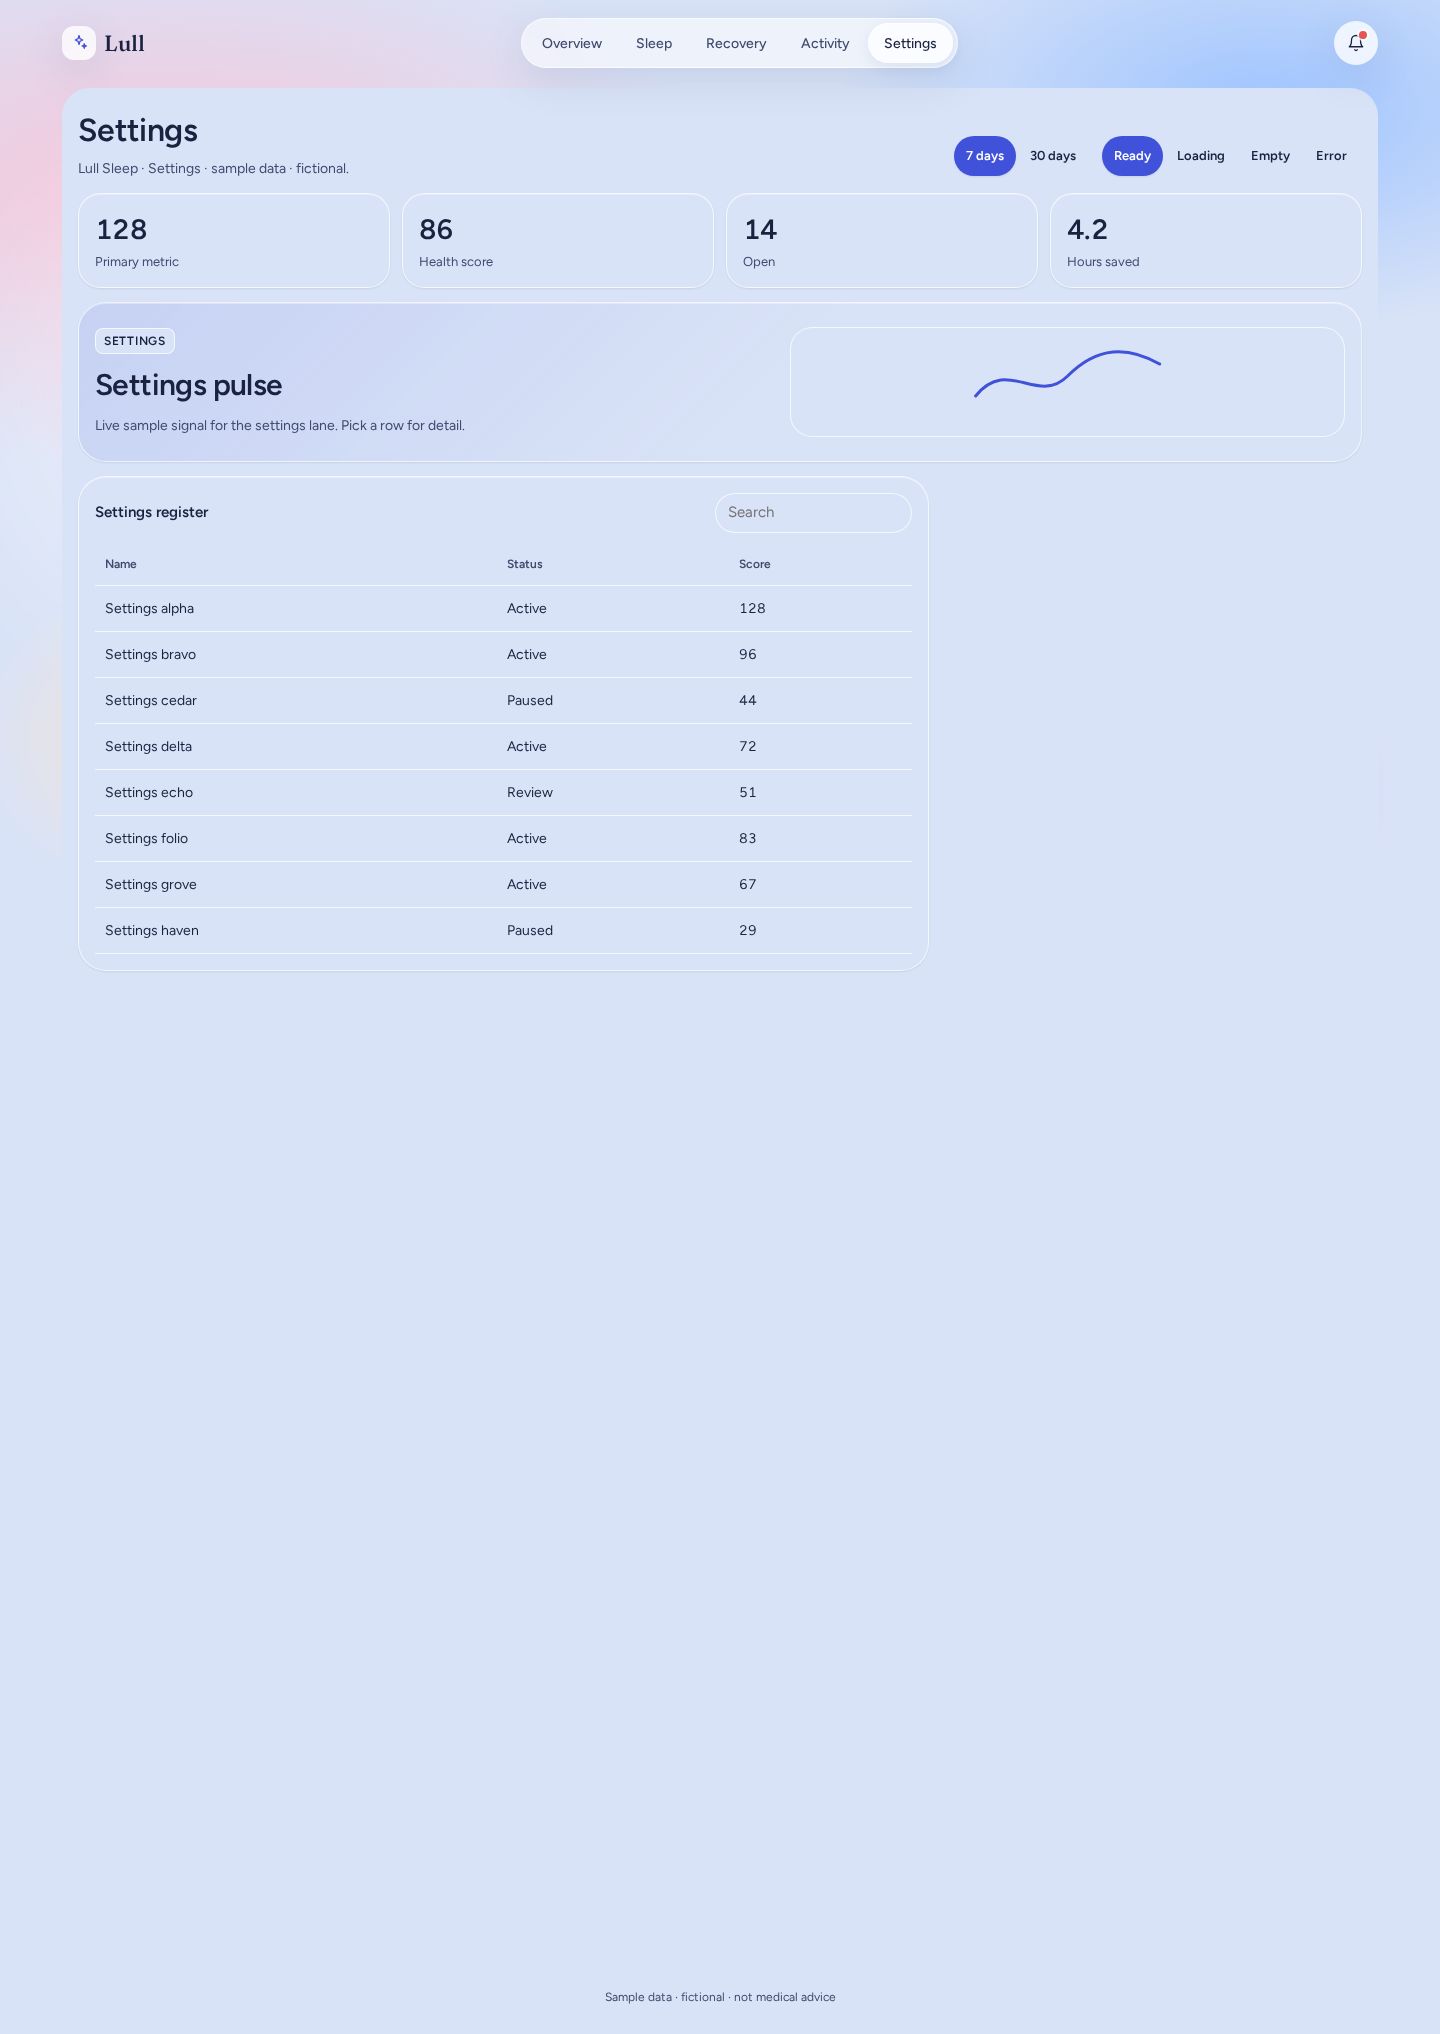 Lull
Overview Sleep Recovery Activity Settings
Settings
Lull Sleep · Settings · sample data · fictional.
7 days 30 days Ready Loading Empty Error
128 86 14 4.2
Primary metric Health score Open Hours saved
SETTINGS
Settings pulse
Live sample signal for the settings lane. Pick a row for detail.
Settings register Search
Name Status Score
Settings alpha Active 128
Settings bravo Active 96
Settings cedar Paused 44
Settings delta Active 72
Settings echo Review 51
Settings folio Active 83
Settings grove Active 67
Settings haven Paused 29
Sample data · fictional · not medical advice